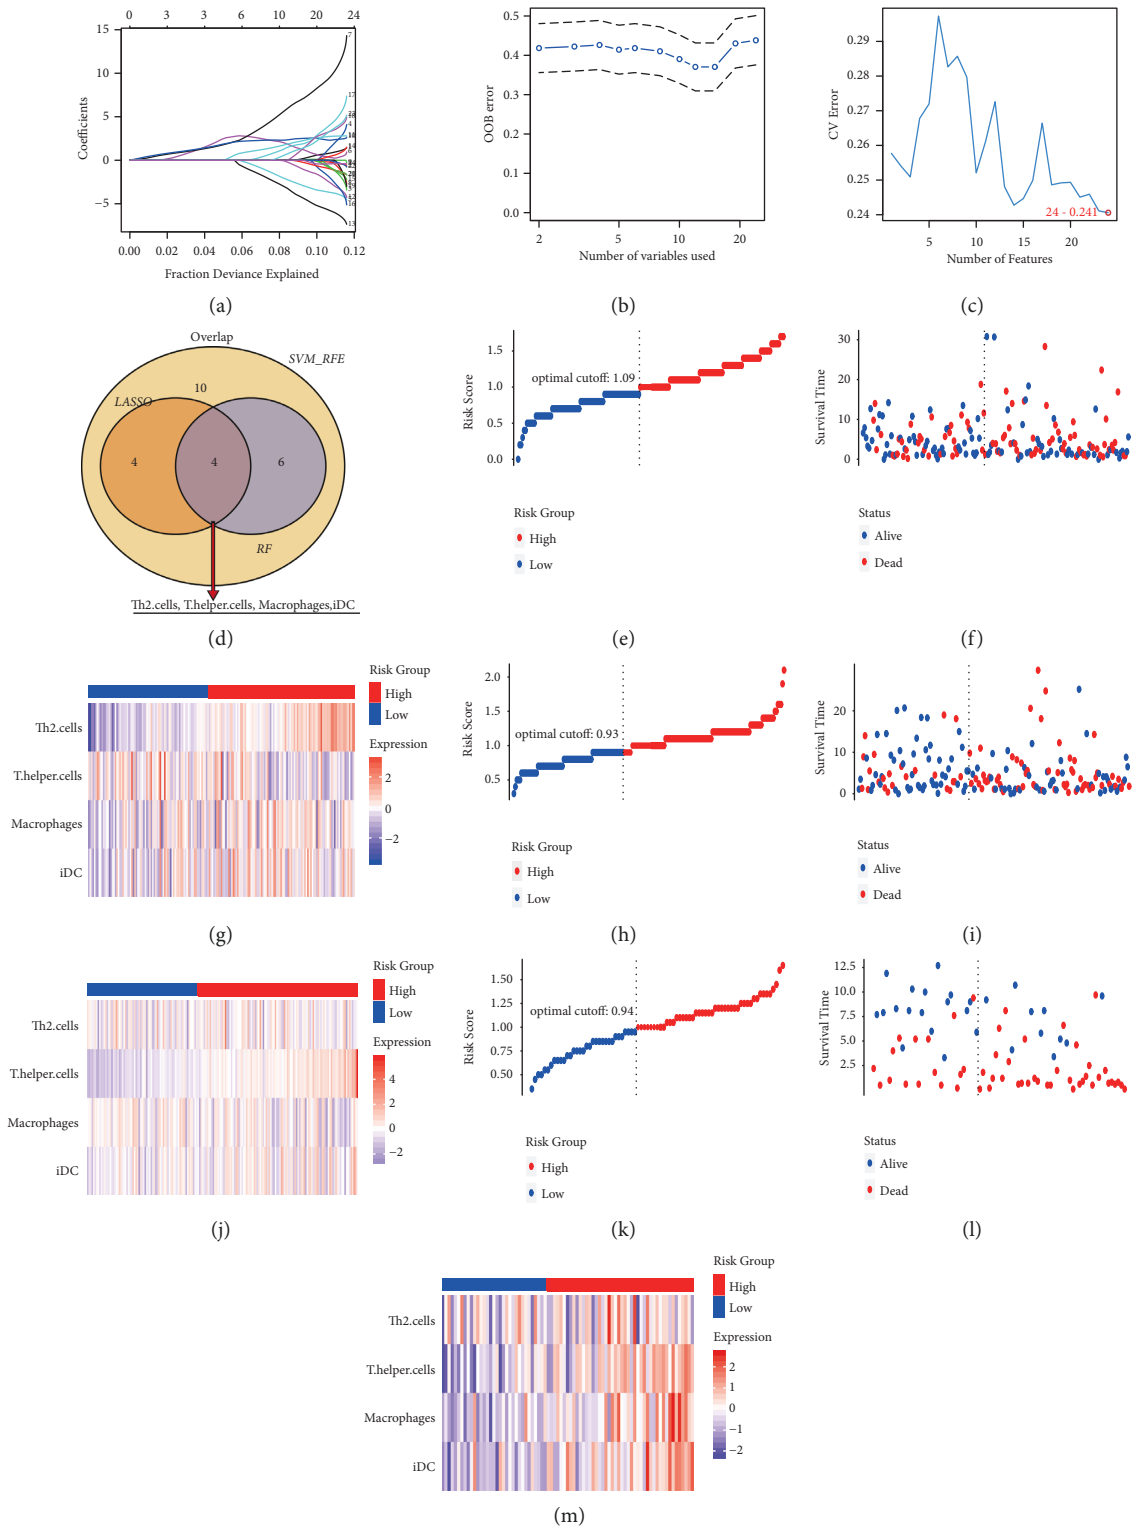 0 3 3 6 10 20 24
15
10
5
0
−5
Coefficients
7
17
13
16
0.00 0.02 0.04 0.06 0.08 0.10 0.12
Fraction Deviance Explained
(a)
0.5
0.4
0.3
0.2
0.1
0.0
OOB error
2 5 10 20
Number of variables used
(b)
0.29
0.28
0.27
0.26
0.25
0.24
CV Error
24 - 0.241
5 10 15 20
Number of Features
(c)
Overlap
SVM_RFE
10
LASSO
4 4 6
RF
Th2.cells, T.helper.cells, Macrophages,iDC
(d)
1.5
1.0
0.5
0.0
Risk Score
optimal cutoff: 1.09
Risk Group
High
Low
(e)
30
20
10
0
Survival Time
Status
Alive
Dead
(f)
Risk Group
High
Low
Expression
2
0
−2
Th2.cells
T.helper.cells
Macrophages
iDC
(g)
2.0
1.5
1.0
0.5
Risk Score
optimal cutoff: 0.93
Risk Group
High
Low
(h)
20
10
0
Survival Time
Status
Alive
Dead
(i)
Risk Group
High
Low
Expression
4
2
0
−2
Th2.cells
T.helper.cells
Macrophages
iDC
(j)
1.50
1.25
1.00
0.75
0.50
Risk Score
optimal cutoff: 0.94
Risk Group
High
Low
(k)
12.5
10.0
7.5
5.0
2.5
Survival Time
Status
Alive
Dead
(l)
Risk Group
High
Low
Expression
2
1
0
−1
−2
Th2.cells
T.helper.cells
Macrophages
iDC
(m)